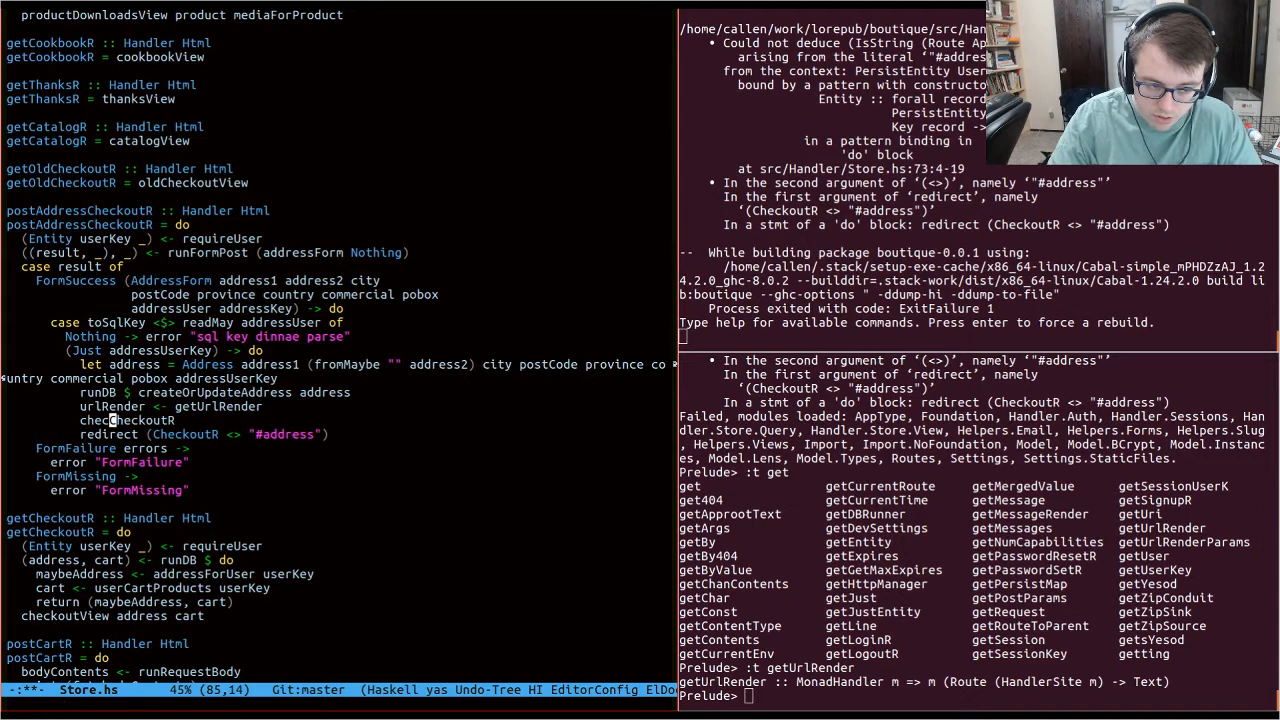 productDownloadsView product mediaForProduct
getCookbookR :: Handler Html
getCookbookR = cookbookView
getThanksR :: Handler Html
getThanksR = thanksView
getCatalogR :: Handler Html
getCatalogR = catalogView
getOldCheckoutR :: Handler Html
getOldCheckoutR = oldCheckoutView
postAddressCheckoutR :: Handler Html
postAddressCheckoutR = do
(Entity userKey _) <- requireUser
((result, _), _) <- runFormPost (addressForm Nothing)
case result of
FormSuccess (AddressForm address1 address2 city
postCode province country commercial pobox
addressUser addressKey) -> do
case toSqlKey <$> readMay addressUser of
Nothing -> error "sql key dinnae parse"
(Just addressUserKey) -> do
let address = Address address1 (fromMaybe "" address2) city postCode province co
untry commercial pobox addressUserKey
runDB $ createOrUpdateAddress address
urlRender <- getUrlRender
checCheckoutR
redirect (CheckoutR <> "#address")
FormFailure errors ->
error "FormFailure"
FormMissing ->
error "FormMissing"
getCheckoutR :: Handler Html
getCheckoutR = do
(Entity userKey _) <- requireUser
(address, cart) <- runDB $ do
maybeAddress <- addressForUser userKey
cart <- userCartProducts userKey
return (maybeAddress, cart)
checkoutView address cart
postCartR :: Handler Html
postCartR = do
bodyContents <- runRequestBody
-:**- Store.hs 45% (85,14) Git:master (Haskell yas Undo-Tree HI EditorConfig ElDoc
/home/callen/work/lorepub/boutique/src/Han
• Could not deduce (IsString (Route Ap
arising from the literal ‘"#addres
from the context: PersistEntity User
bound by a pattern with constructo
Entity :: forall record
PersistEntity
Key record ->
in a pattern binding in
'do' block
at src/Handler/Store.hs:73:4-19
• In the second argument of ‘(<>)’, namely ‘"#address"’
In the first argument of ‘redirect’, namely
‘(CheckoutR <> "#address")’
In a stmt of a 'do' block: redirect (CheckoutR <> "#address")
-- While building package boutique-0.0.1 using:
/home/callen/.stack/setup-exe-cache/x86_64-linux/Cabal-simple_mPHDZzAJ_1.2
4.2.0_ghc-8.0.2 --builddir=.stack-work/dist/x86_64-linux/Cabal-1.24.2.0 build li
b:boutique --ghc-options " -ddump-hi -ddump-to-file"
Process exited with code: ExitFailure 1
Type help for available commands. Press enter to force a rebuild.
• In the second argument of ‘(<>)’, namely ‘"#address"’
In the first argument of ‘redirect’, namely
‘(CheckoutR <> "#address")’
In a stmt of a 'do' block: redirect (CheckoutR <> "#address")
Failed, modules loaded: AppType, Foundation, Handler.Auth, Handler.Sessions, Han
dler.Store.Query, Handler.Store.View, Helpers.Email, Helpers.Forms, Helpers.Slug
, Helpers.Views, Import, Import.NoFoundation, Model, Model.BCrypt, Model.Instanc
es, Model.Lens, Model.Types, Routes, Settings, Settings.StaticFiles.
Prelude> :t get
get getCurrentRoute getMergedValue getSessionUserK
get404 getCurrentTime getMessage getSignupR
getApprootText getDBRunner getMessageRender getUri
getArgs getDevSettings getMessages getUrlRender
getBy getEntity getNumCapabilities getUrlRenderParams
getBy404 getExpires getPasswordResetR getUser
getByValue getGetMaxExpires getPasswordSetR getUserKey
getChanContents getHttpManager getPersistMap getYesod
getChar getJust getPostParams getZipConduit
getConst getJustEntity getRequest getZipSink
getContentType getLine getRouteToParent getZipSource
getContents getLoginR getSession getsYesod
getCurrentEnv getLogoutR getSessionKey getting
Prelude> :t getUrlRender
getUrlRender :: MonadHandler m => m (Route (HandlerSite m) -> Text)
Prelude>